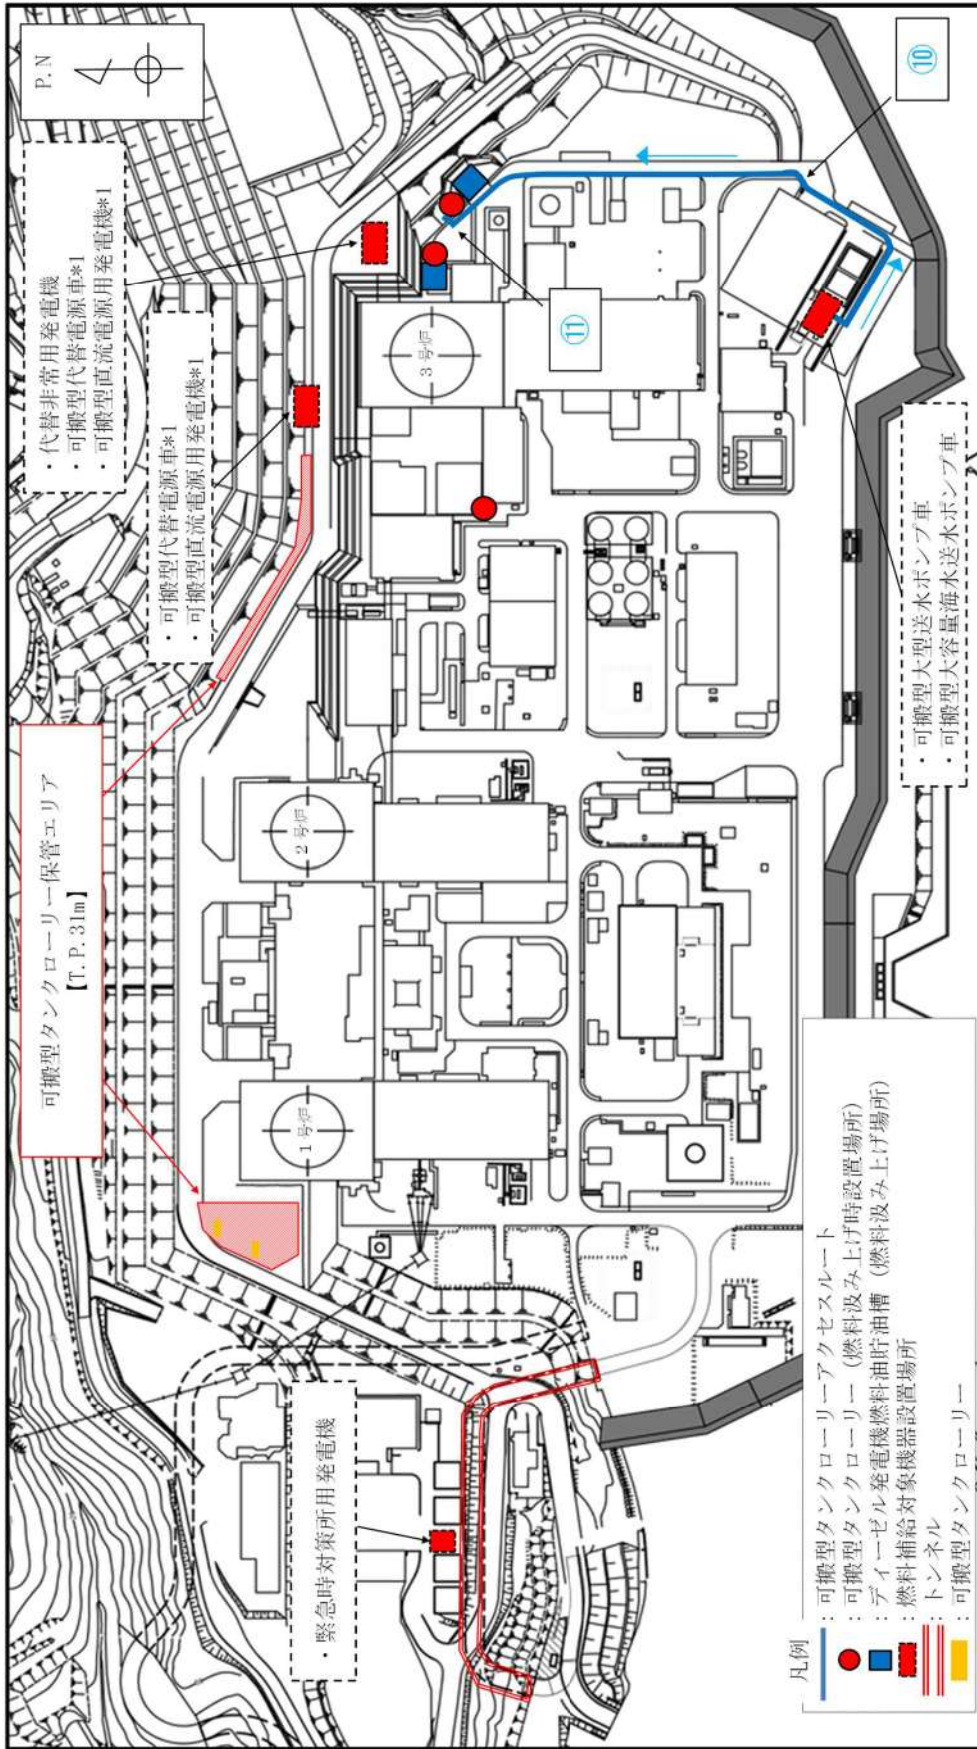 P.N
・代替非常用発電機
・可搬型代替電源車*1
・可搬型直流電源用発電機*1
・可搬型代替電源車*1
・可搬型直流電源用発電機*1
可搬型タンクローリー保管エリア
【T.P.31m】
・緊急時対策所用発電機
1号炉
2号炉
3号炉
⑪
⑩
・可搬型大型送水ポンプ車
・可搬型大容量海水送水ポンプ車
凡例
：可搬型タンクローリーアクセスルート
：可搬型タンクローリー（燃料汲み上げ時設置場所）
：ディーゼル発電機燃料油貯油槽（燃料汲み上げ場所）
：燃料補給対象機器設置場所
：トンネル
：可搬型タンクローリー